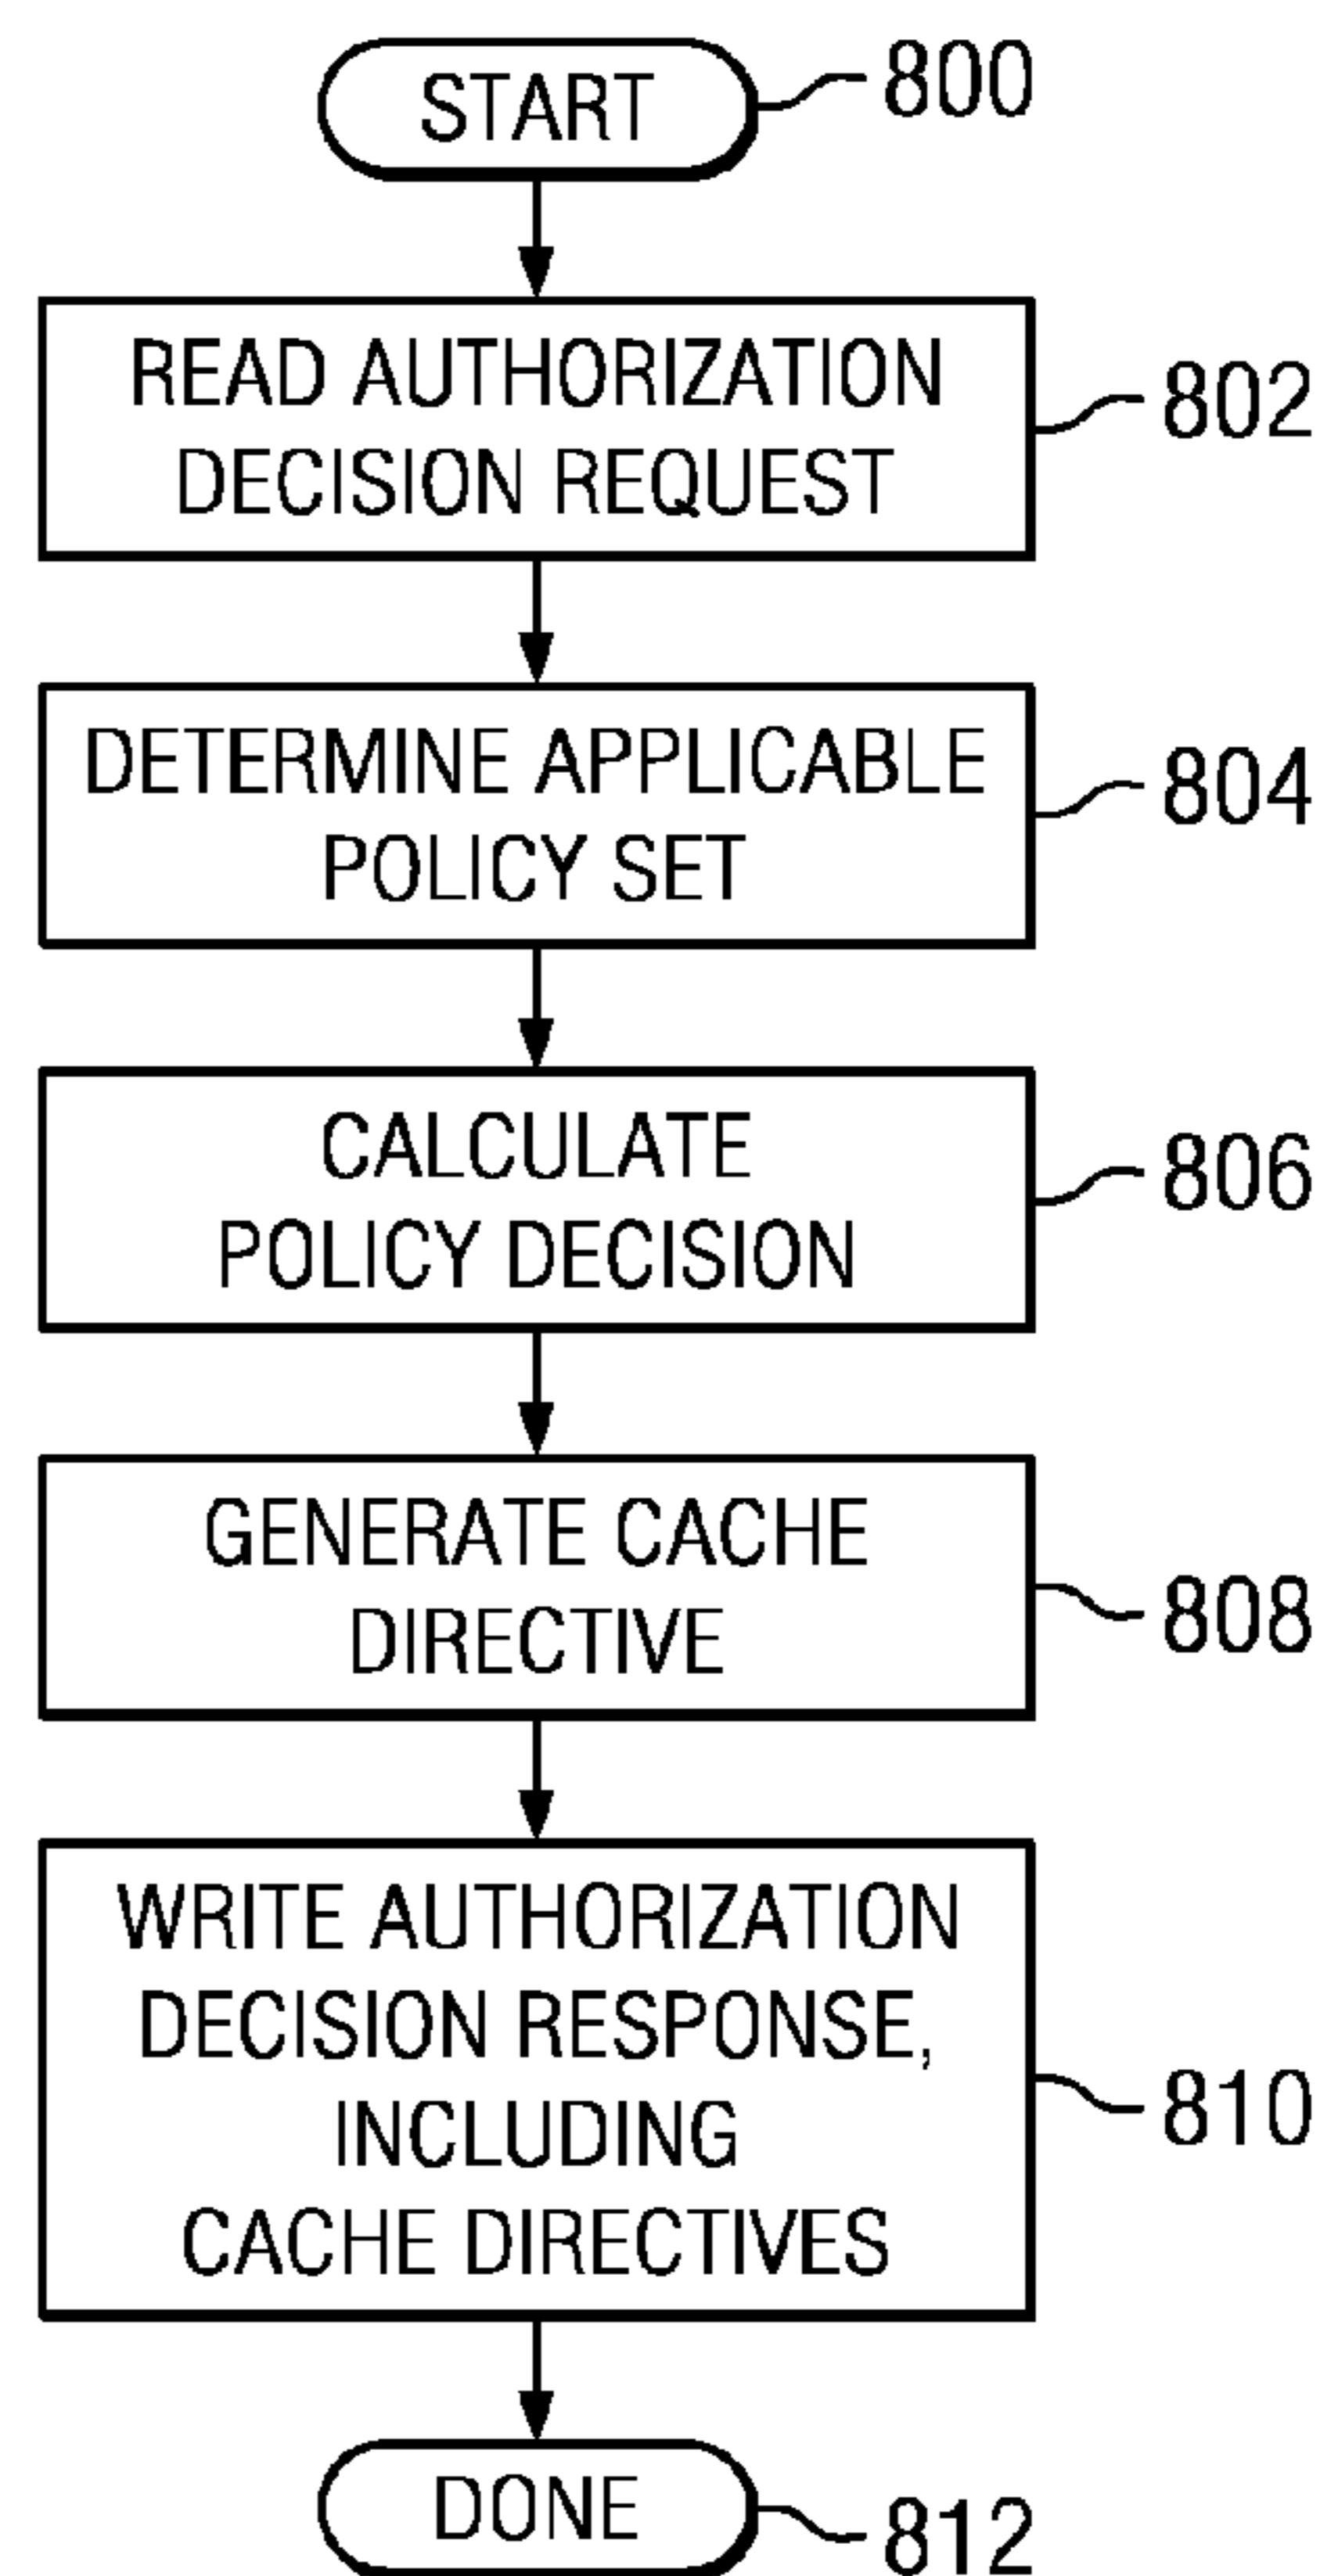 START
800
READ AUTHORIZATION
DECISION REQUEST
802
DETERMINE APPLICABLE
POLICY SET
804
CALCULATE
POLICY DECISION
806
GENERATE CACHE
DIRECTIVE
808
WRITE AUTHORIZATION
DECISION RESPONSE,
INCLUDING
CACHE DIRECTIVES
810
DONE
812